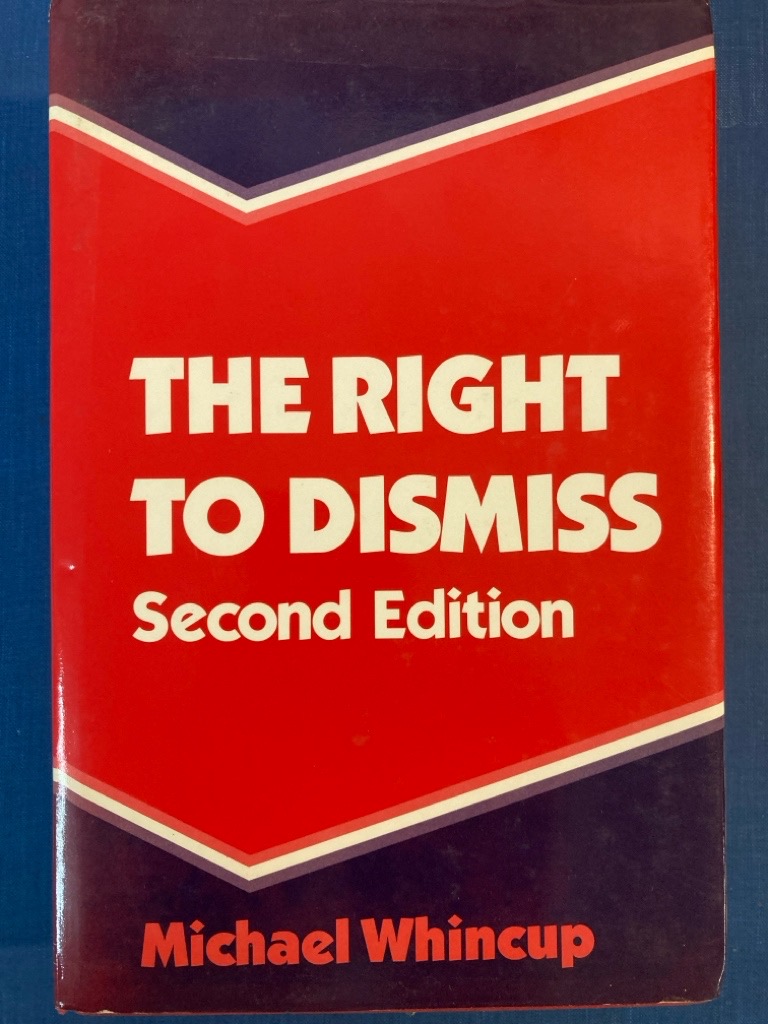 THE RIGHT
TO DISMISS
Second Edition
Michael Whincup